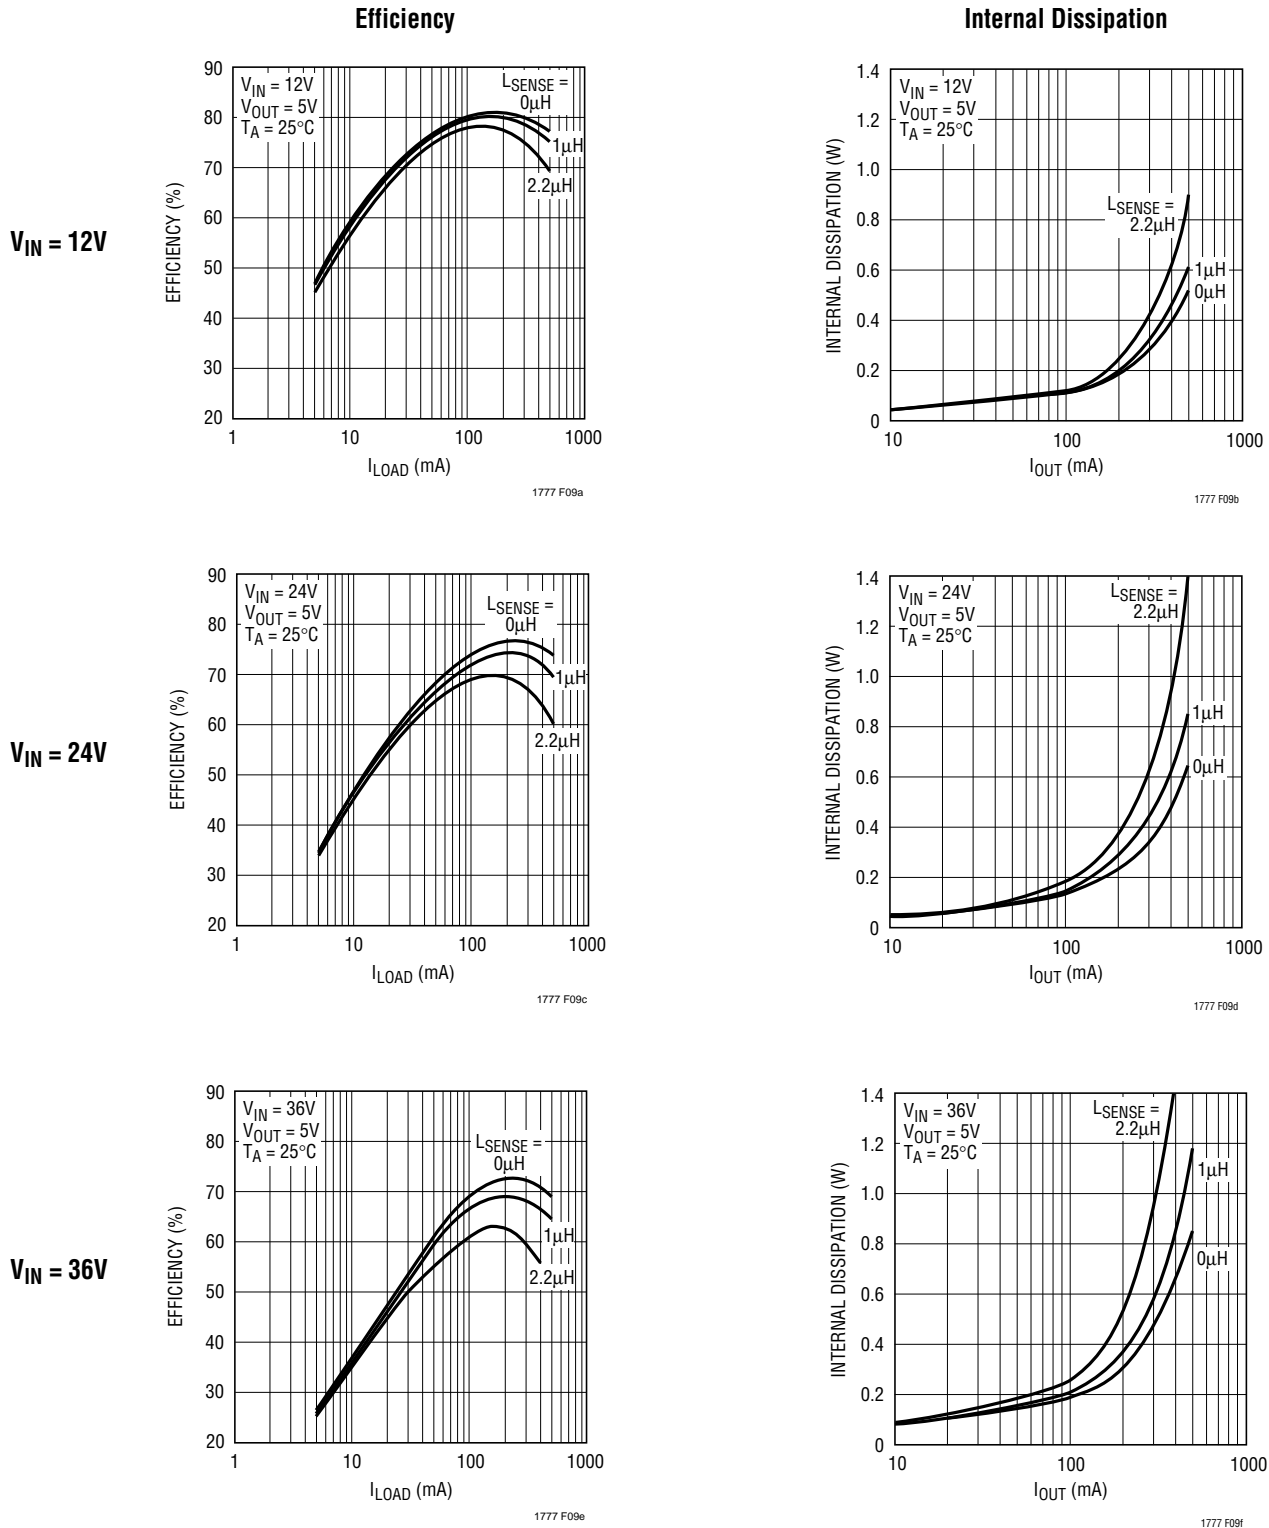 Efficiency
Internal Dissipation
VIN = 12V
EFFICIENCY (%)
90
80
70
60
50
40
30
20
VIN = 12V
VOUT = 5V
TA = 25°C
LSENSE =
0µH
1µH
2.2µH
1
10
100
1000
ILOAD (mA)
1777 F09a
INTERNAL DISSIPATION (W)
1.4
1.2
1.0
0.8
0.6
0.4
0.2
0
VIN = 12V
VOUT = 5V
TA = 25°C
LSENSE =
2.2µH
1µH
0µH
10
100
1000
IOUT (mA)
1777 F09b
VIN = 24V
EFFICIENCY (%)
90
80
70
60
50
40
30
20
VIN = 24V
VOUT = 5V
TA = 25°C
LSENSE =
0µH
1µH
2.2µH
1
10
100
1000
ILOAD (mA)
1777 F09c
INTERNAL DISSIPATION (W)
1.4
1.2
1.0
0.8
0.6
0.4
0.2
0
VIN = 24V
VOUT = 5V
TA = 25°C
LSENSE =
2.2µH
1µH
0µH
10
100
1000
IOUT (mA)
1777 F09d
VIN = 36V
EFFICIENCY (%)
90
80
70
60
50
40
30
20
VIN = 36V
VOUT = 5V
TA = 25°C
LSENSE =
0µH
1µH
2.2µH
1
10
100
1000
ILOAD (mA)
1777 F09e
INTERNAL DISSIPATION (W)
1.4
1.2
1.0
0.8
0.6
0.4
0.2
0
VIN = 36V
VOUT = 5V
TA = 25°C
LSENSE =
2.2µH
1µH
0µH
10
100
1000
IOUT (mA)
1777 F09f